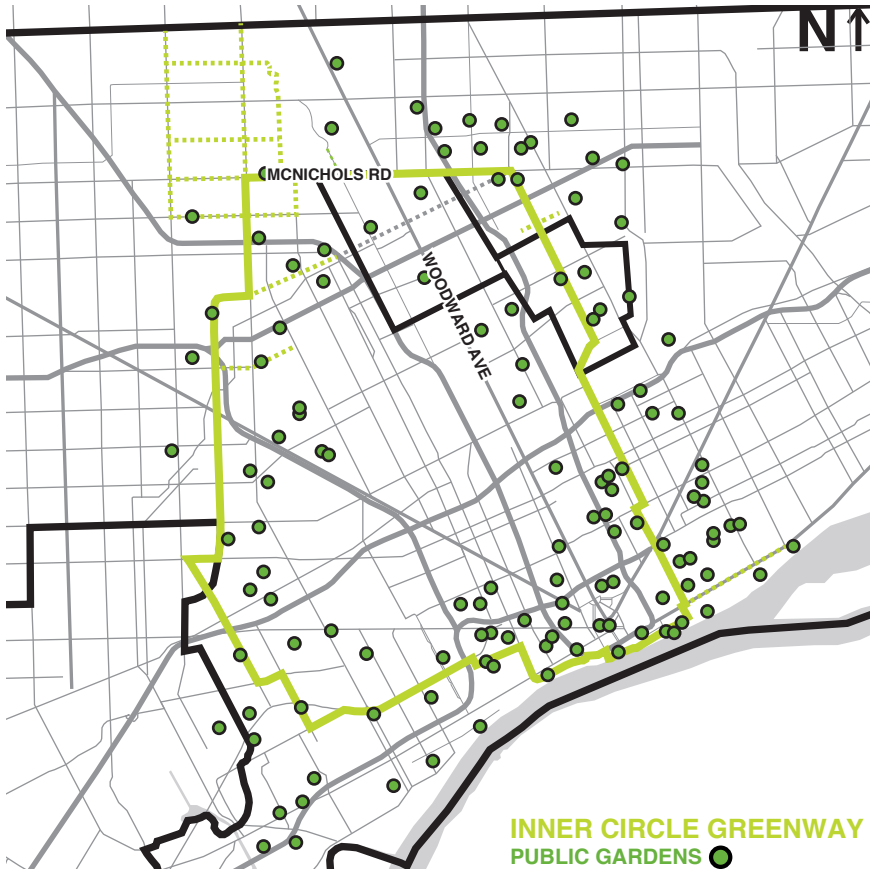 N
MCNICHOLS RD
WOODWARD AVE
INNER CIRCLE GREENWAY
PUBLIC GARDENS